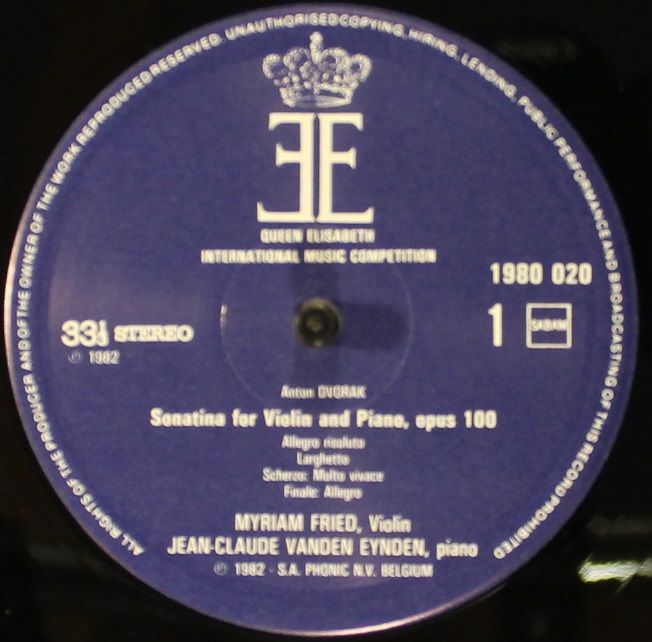 ALL RIGHTS OF THE PRODUCER AND OF THE OWNER OF THE WORK REPRODUCED RESERVED. UNAUTHORISED COPYING, HIRING, LENDING, PUBLIC PERFORMANCE AND BROADCASTING OF THIS RECORD PROHIBITED
EE
QUEEN ELISABETH
INTERNATIONAL MUSIC COMPETITION
1980 020
33⅓ STEREO
℗ 1982
1 SABAM
Anton DVORAK
Sonatina for Violin and Piano, opus 100
Allegro risoluto
Larghetto
Scherzo: Molto vivace
Finale: Allegro
MYRIAM FRIED, Violin
JEAN-CLAUDE VANDEN EYNDEN, piano
℗ 1982 - S.A. PHONIC N.V. BELGIUM